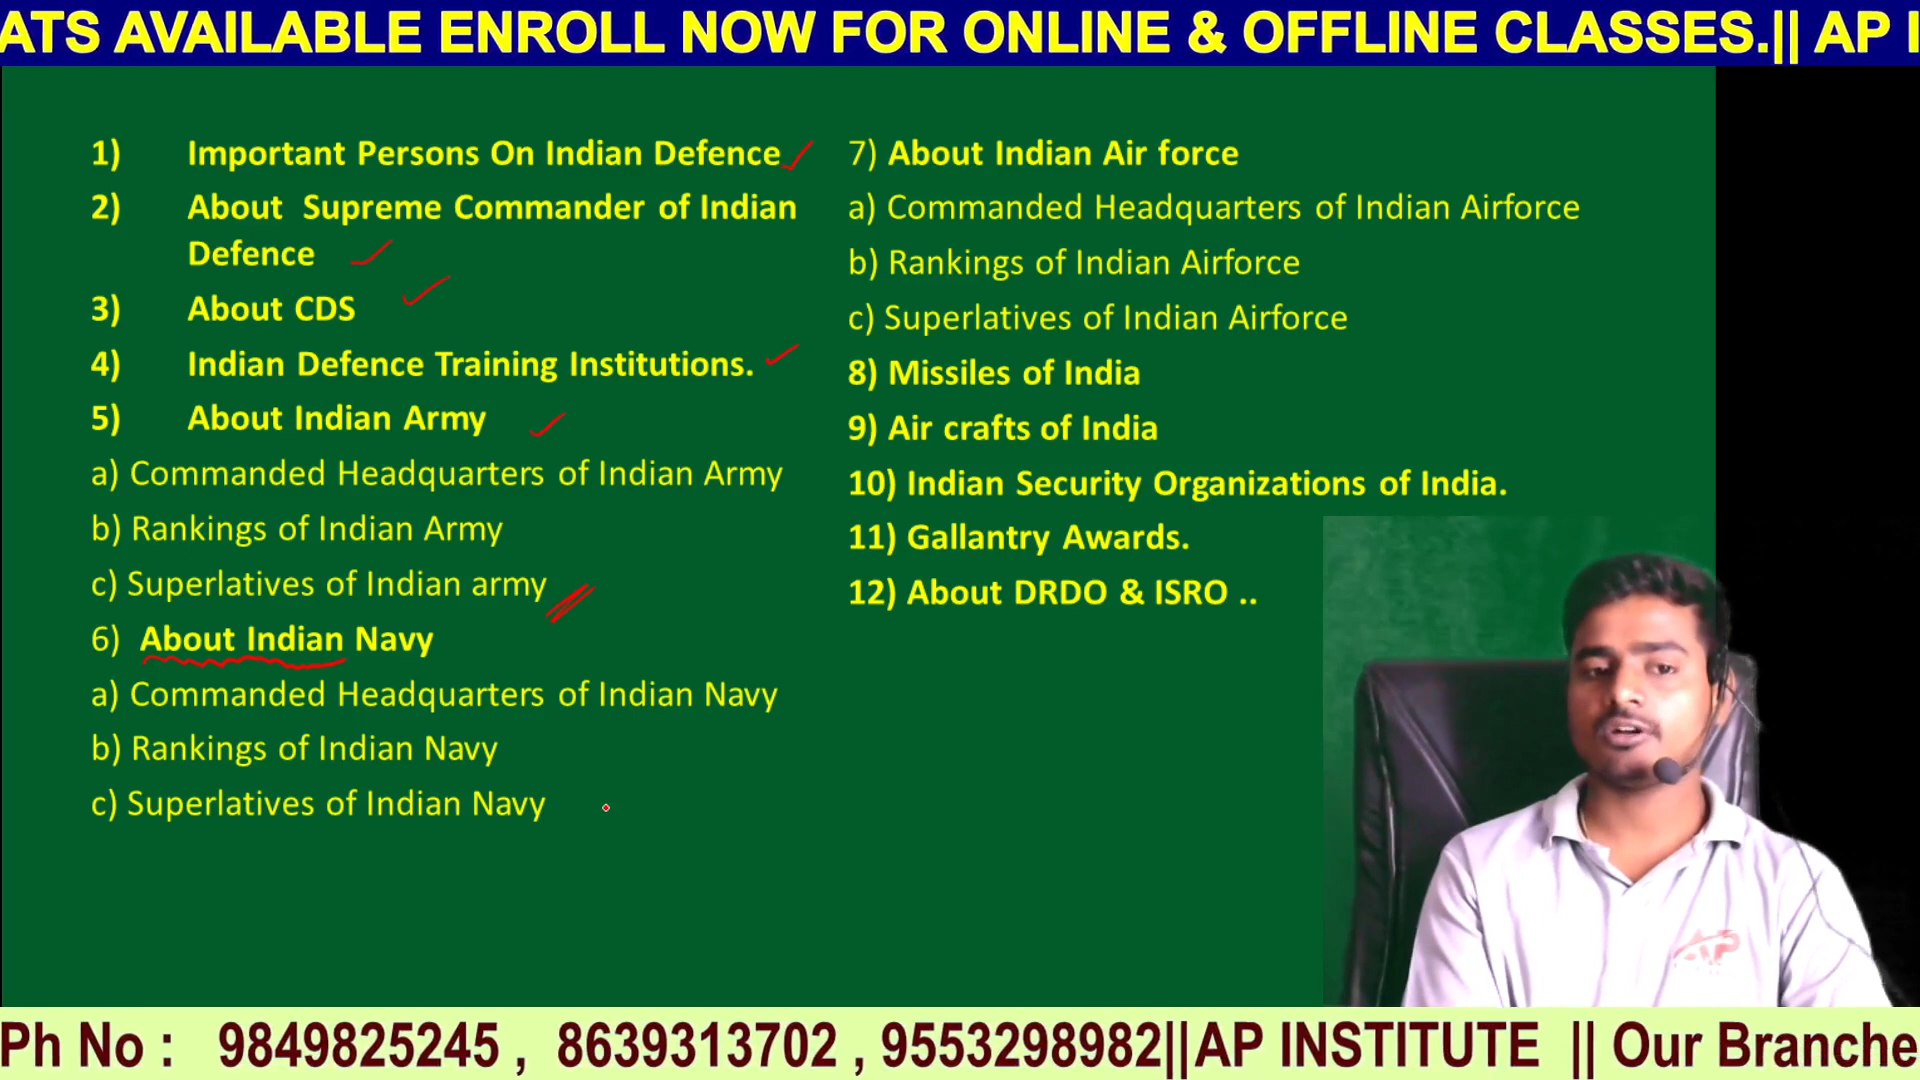 ATS AVAILABLE ENROLL NOW FOR ONLINE & OFFLINE CLASSES.|| AP I
1) Important Persons On Indian Defence
2) About Supreme Commander of Indian
Defence
3) About CDS
4) Indian Defence Training Institutions.
5) About Indian Army
a) Commanded Headquarters of Indian Army
b) Rankings of Indian Army
c) Superlatives of Indian army
6) About Indian Navy
a) Commanded Headquarters of Indian Navy
b) Rankings of Indian Navy
c) Superlatives of Indian Navy
7) About Indian Air force
a) Commanded Headquarters of Indian Airforce
b) Rankings of Indian Airforce
c) Superlatives of Indian Airforce
8) Missiles of India
9) Air crafts of India
10) Indian Security Organizations of India.
11) Gallantry Awards.
12) About DRDO & ISRO ..
AP
Ph No : 9849825245 , 8639313702 , 9553298982||AP INSTITUTE || Our Branche